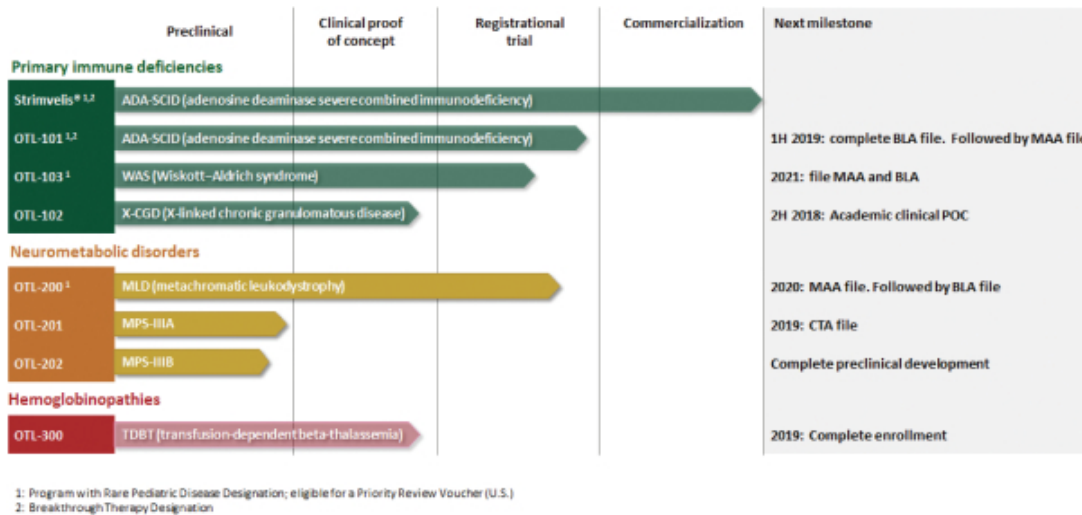 Preclinical Clinical proof of concept Registrational trial Commercialization Next milestone
Primary immune deficiencies
Strimvelis® 1,2 ADA-SCID (adenosine deaminase severe combined immunodeficiency)
OTL-101 1,2 ADA-SCID (adenosine deaminase severe combined immunodeficiency) 1H 2019: complete BLA file. Followed by MAA file
OTL-103 1 WAS (Wiskott–Aldrich syndrome) 2021: file MAA and BLA
OTL-102 X-CGD (X-linked chronic granulomatous disease) 2H 2018: Academic clinical POC
Neurometabolic disorders
OTL-200 1 MLD (metachromatic leukodystrophy) 2020: MAA file. Followed by BLA file
OTL-201 MPS-IIIA 2019: CTA file
OTL-202 MPS-IIIB Complete preclinical development
Hemoglobinopathies
OTL-300 TDBT (transfusion-dependent beta-thalassemia) 2019: Complete enrollment
1: Program with Rare Pediatric Disease Designation; eligible for a Priority Review Voucher (U.S.)
2: Breakthrough Therapy Designation